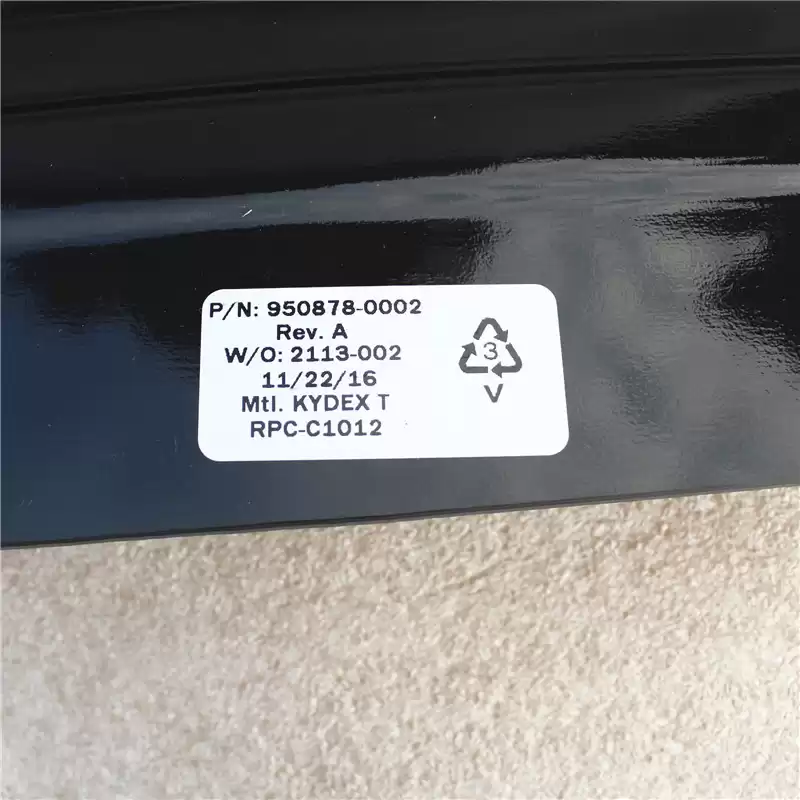 P/N: 950878-0002
Rev. A
W/O: 2113-002
11/22/16
Mtl. KYDEX T
RPC-C1012
3
V